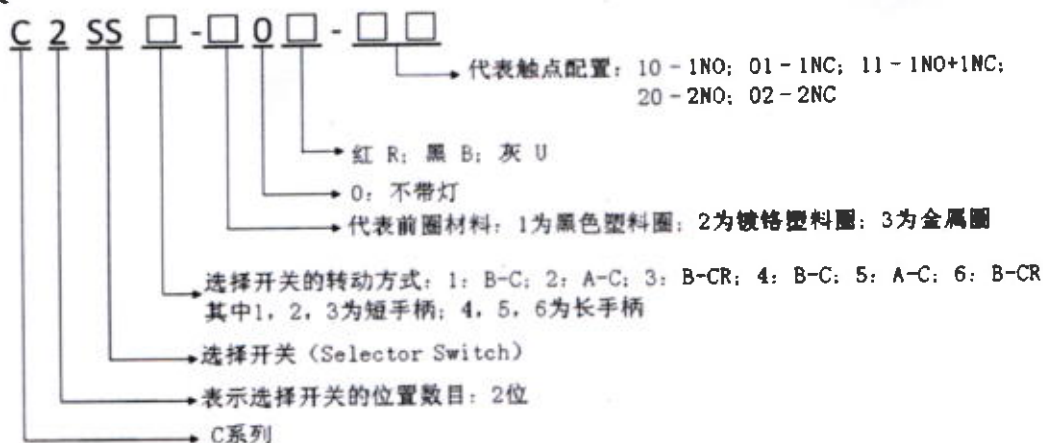 C 2 SS □ -□ 0 □ - □ □
代表触点配置：10－1NO；01－1NC；11－1NO+1NC；
20－2NO；02－2NC
红 R；黑 B；灰 U
0：不带灯
代表前圈材料：1为黑色塑料圈；2为镀铬塑料圈；3为金属圈
选择开关的转动方式：1：B-C；2：A-C；3：B-CR；4：B-C；5：A-C；6：B-CR
其中1，2，3为短手柄；4，5，6为长手柄
选择开关（Selector Switch）
表示选择开关的位置数目：2位
C系列